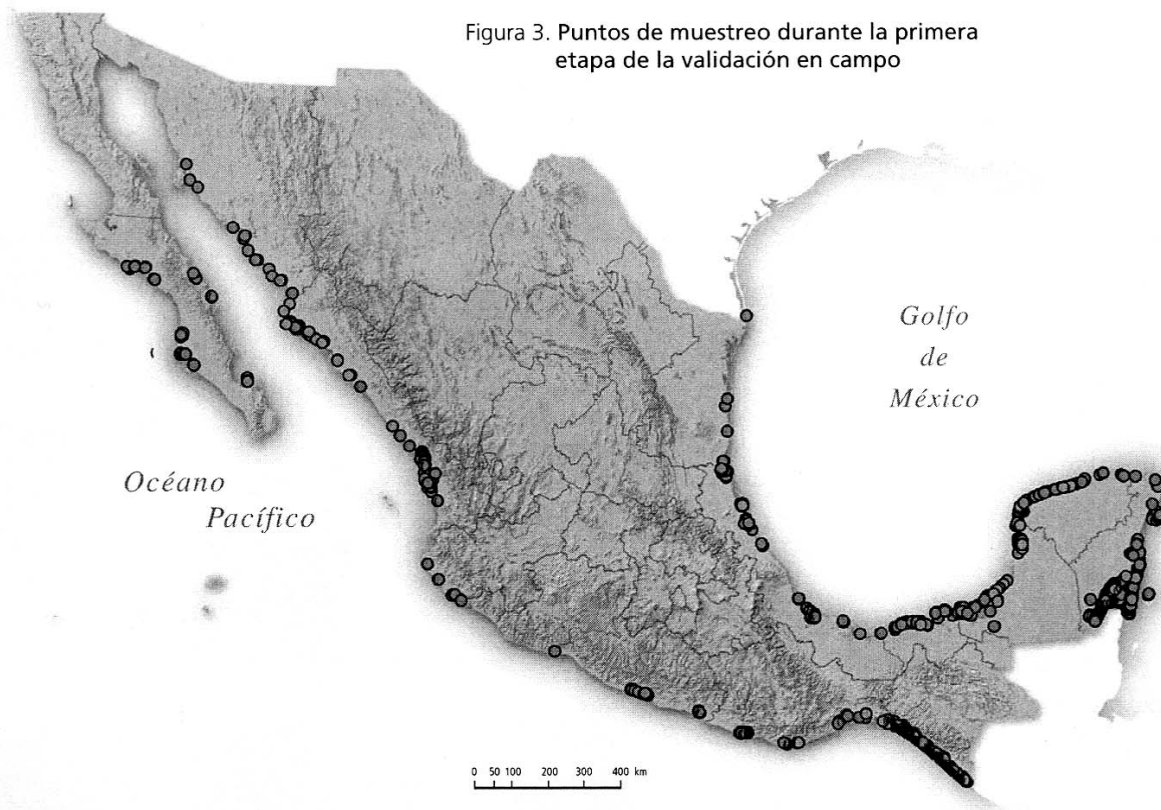 Figura 3. Puntos de muestreo durante la primera
etapa de la validación en campo
Golfo
de
México
Océano
Pacífico
0 50 100 200 300 400 km